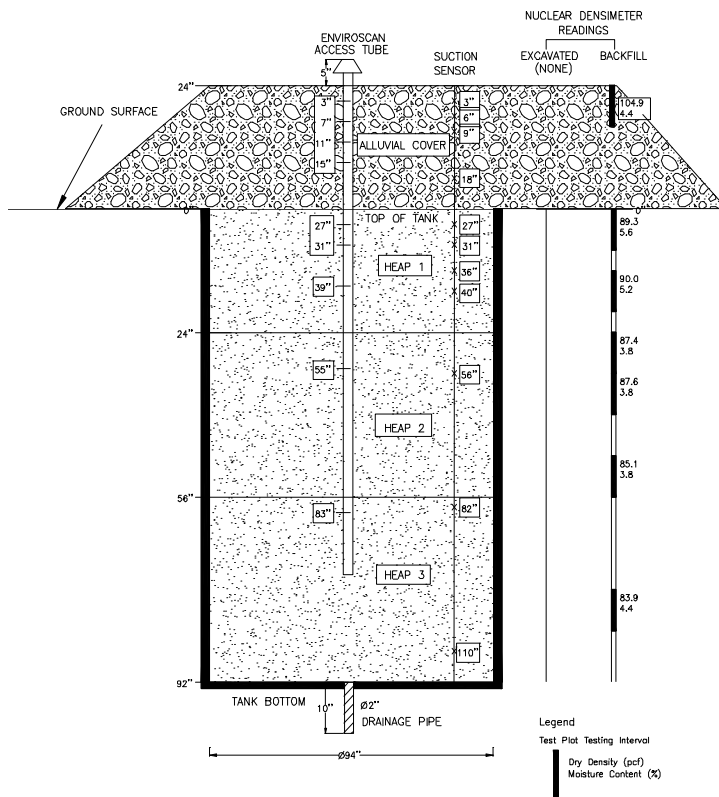 NUCLEAR DENSIMETER
READINGS
ENVIROSCAN
ACCESS TUBE
SUCTION
SENSOR
EXCAVATED
(NONE)
BACKFILL
5"
24"
3"
3"
104.9
4.4
GROUND SURFACE
7"
6"
11"
9"
ALLUVIAL COVER
15"
18"
0"
TOP OF TANK
0"
27"
27"
89.3
5.6
31"
31"
HEAP 1
36"
39"
40"
90.0
5.2
24"
87.4
3.8
55"
56"
87.6
3.8
HEAP 2
85.1
3.8
56"
83"
82"
HEAP 3
83.9
4.4
110"
92"
TANK BOTTOM
10"
Ø2"
DRAINAGE PIPE
Ø94"
Legend
Test Plot Testing Interval
Dry Density (pcf)
Moisture Content (%)